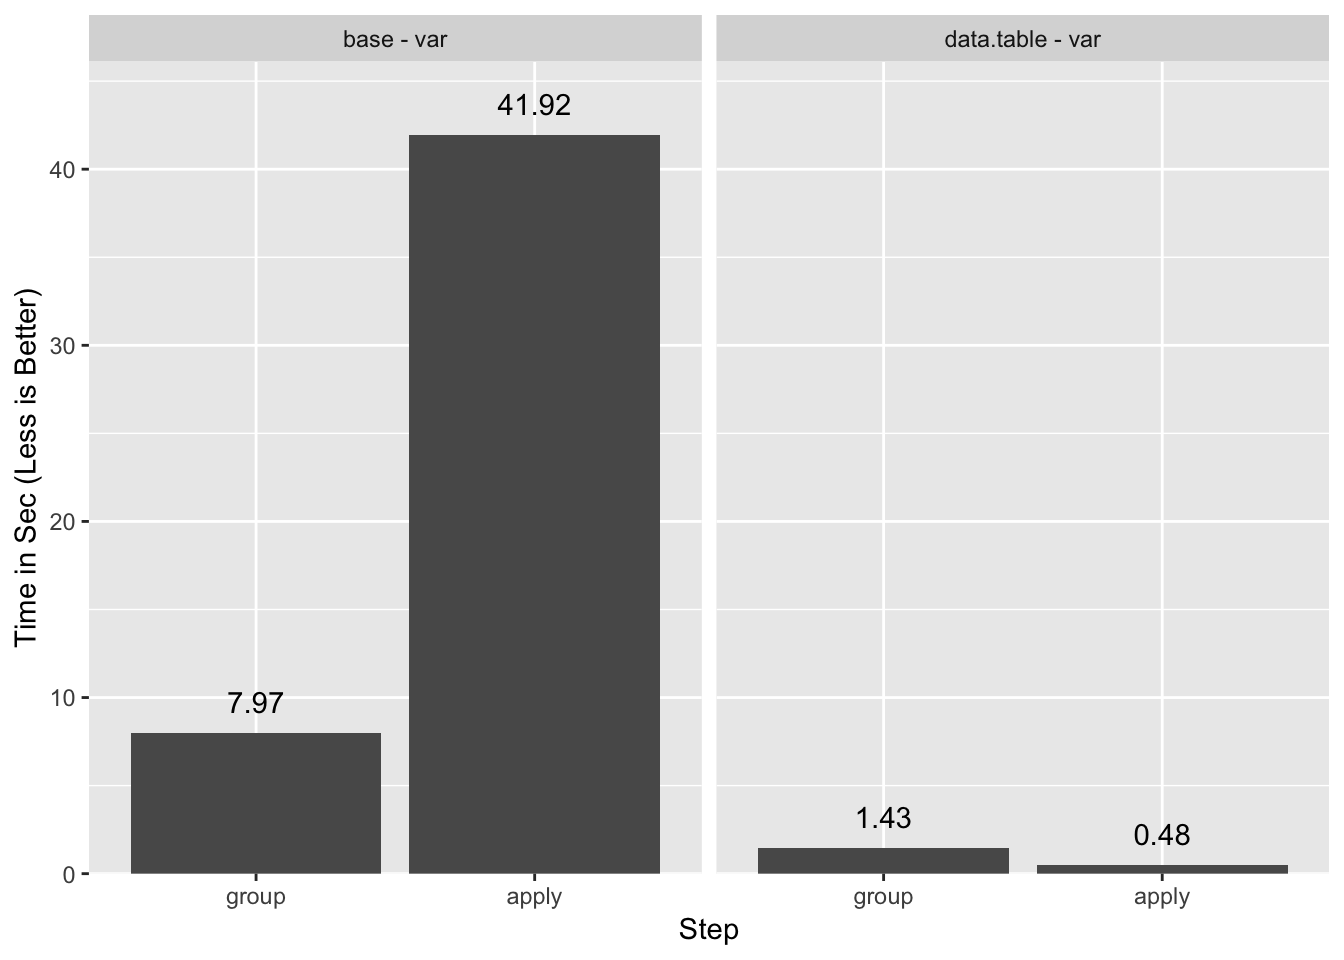 base - var
data.table - var
41.92
40
30
20
10
0
7.97
1.43
0.48
group
apply
group
apply
Step
Time in Sec (Less is Better)